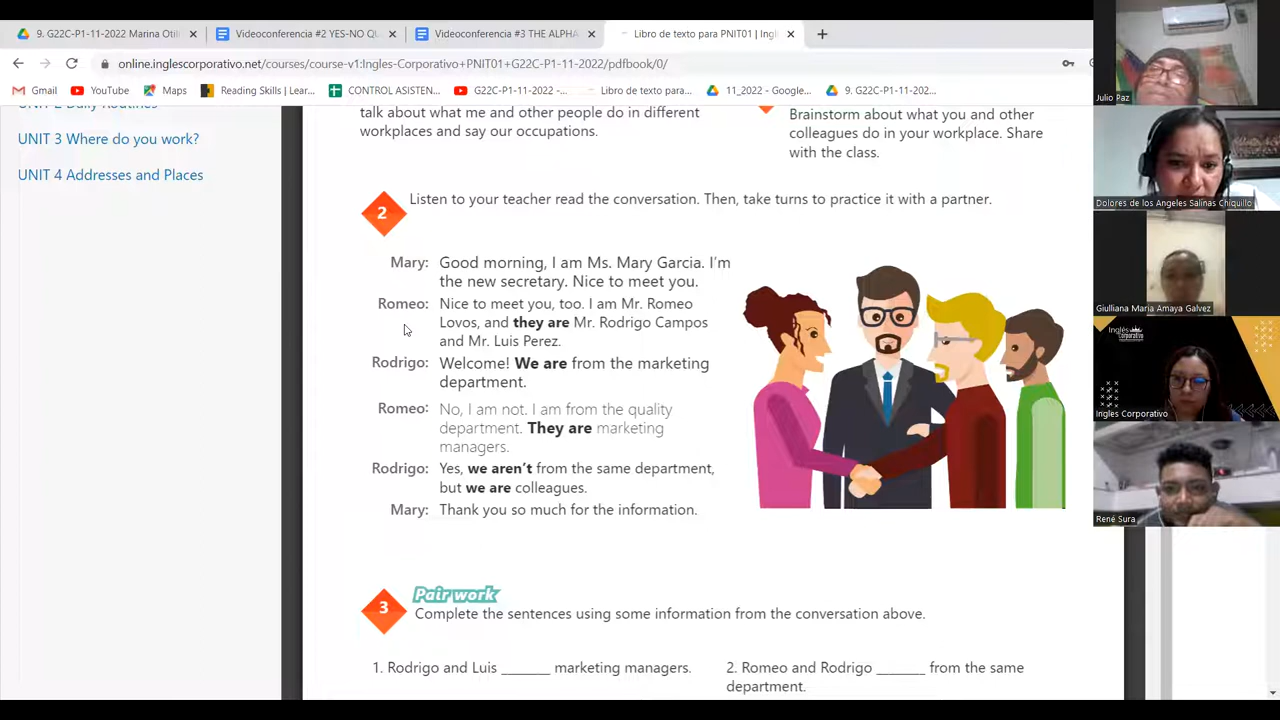 9. G22C-P1-11-2022 Marina Otili
Videoconferencia #2 YES-NO QU
Videoconferencia #3 THE ALPHA
Libro de texto para PNIT01 | Ingl
online.inglescorporativo.net/courses/course-v1:Ingles-Corporativo+PNIT01+G22C-P1-11-2022/pdfbook/0/
Gmail
YouTube
Maps
Reading Skills | Lear...
CONTROL ASISTEN...
G22C-P1-11-2022 -...
Libro de texto para...
11_2022 - Google...
9. G22C-P1-11-202...
UNIT 2 Daily Routines
UNIT 3 Where do you work?
UNIT 4 Addresses and Places
talk about what me and other people do in different
workplaces and say our occupations.
Brainstorm about what you and other
colleagues do in your workplace. Share
with the class.
2
Listen to your teacher read the conversation. Then, take turns to practice it with a partner.
Mary: Good morning, I am Ms. Mary Garcia. I'm
the new secretary. Nice to meet you.
Romeo: Nice to meet you, too. I am Mr. Romeo
Lovos, and they are Mr. Rodrigo Campos
and Mr. Luis Perez.
Rodrigo: Welcome! We are from the marketing
department.
Romeo: No, I am not. I am from the quality
department. They are marketing
managers.
Rodrigo: Yes, we aren't from the same department,
but we are colleagues.
Mary: Thank you so much for the information.
Pair work
3
Complete the sentences using some information from the conversation above.
1. Rodrigo and Luis _______ marketing managers.
2. Romeo and Rodrigo _______ from the same
department.
Julio Paz
Dolores de los Angeles Salinas Chiquillo
Giulliana Maria Amaya Galvez
Inglés
Corporativo
Ingles Corporativo
René Sura